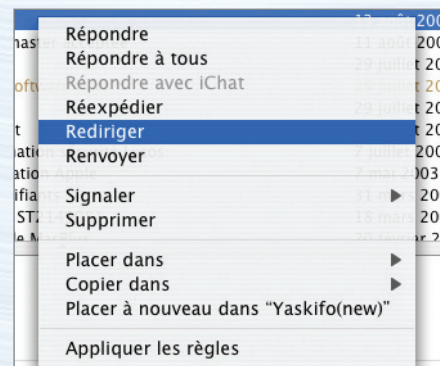 Répondre
Répondre à tous
Répondre avec iChat
Réexpédier
Rediriger
Renvoyer
Signaler
Supprimer
Placer dans
Copier dans
Placer à nouveau dans “Yaskifo(new)”
Appliquer les règles